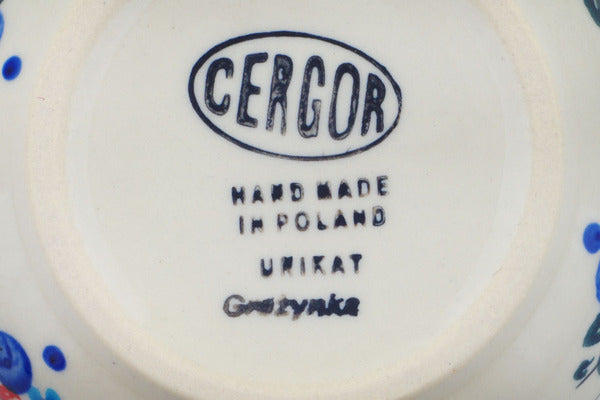 CERGOR
HAND MADE
IN POLAND
UNIKAT
Grażynka